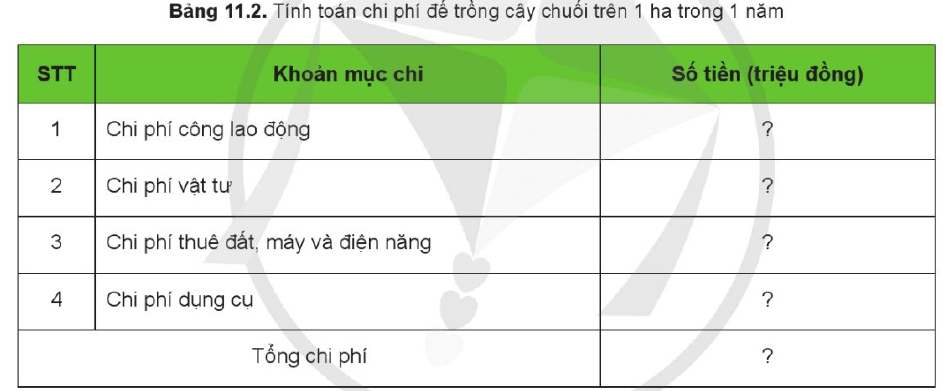 Bảng 11.2. Tính toán chi phí để trồng cây chuối trên 1 ha trong 1 năm
STT Khoản mục chi Số tiền (triệu đồng)
1 Chi phí công lao động ?
2 Chi phí vật tư ?
3 Chi phí thuê đất, máy và điện năng ?
4 Chi phí dụng cụ ?
Tổng chi phí ?